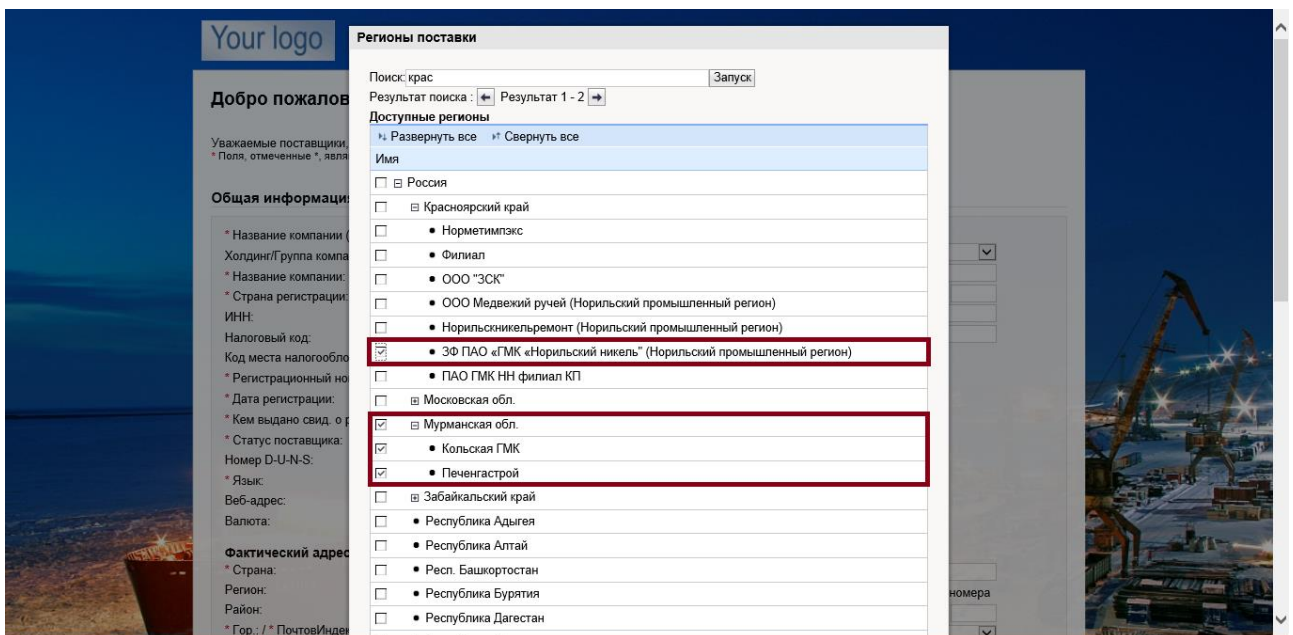 Your logo
Регионы поставки
Поиск: крас Запуск
Результат поиска : Результат 1 - 2
Доступные регионы
Развернуть все Свернуть все
Имя
Россия
Красноярский край
Норметимпэкс
Филиал
ООО "ЗСК"
ООО Медвежий ручей (Норильский промышленный регион)
Норильскникельремонт (Норильский промышленный регион)
ЗФ ПАО «ГМК «Норильский никель" (Норильский промышленный регион)
ПАО ГМК НН филиал КП
Московская обл.
Мурманская обл.
Кольская ГМК
Печенгастрой
Забайкальский край
Республика Адыгея
Республика Алтай
Респ. Башкортостан
Республика Бурятия
Республика Дагестан
Добро пожалов
Уважаемые поставщики,
* Поля, отмеченные *, явля
Общая информаци
* Название компании (
Холдинг/Группа компа
* Название компании:
* Страна регистрации:
ИНН:
Налоговый код:
Код места налогообло
* Регистрационный но
* Дата регистрации:
* Кем выдано свид. о р
* Статус поставщика:
Номер D-U-N-S:
* Язык:
Веб-адрес:
Валюта:
Фактический адрес
* Страна:
Регион: номера
Район:
* Гор.: / * ПочтовИндек